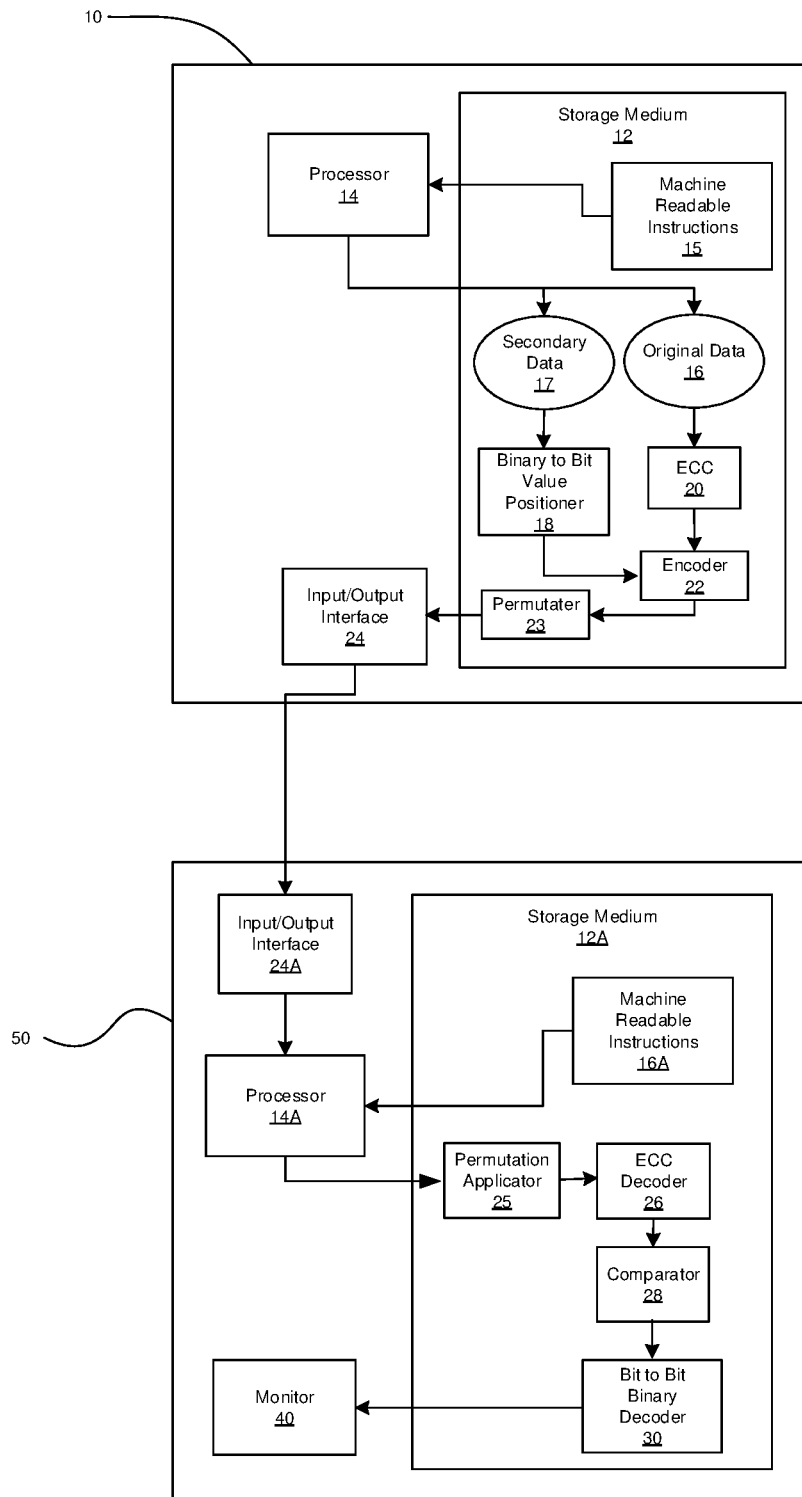 10
Storage Medium
12
Processor
14
Machine
Readable
Instructions
15
Secondary
Data
17
Original Data
16
Binary to Bit
Value
Positioner
18
ECC
20
Encoder
22
Input/Output
Interface
24
Permutater
23
Input/Output
Interface
24A
Storage Medium
12A
Machine
Readable
Instructions
16A
50
Processor
14A
Permutation
Applicator
25
ECC
Decoder
26
Comparator
28
Monitor
40
Bit to Bit
Binary
Decoder
30